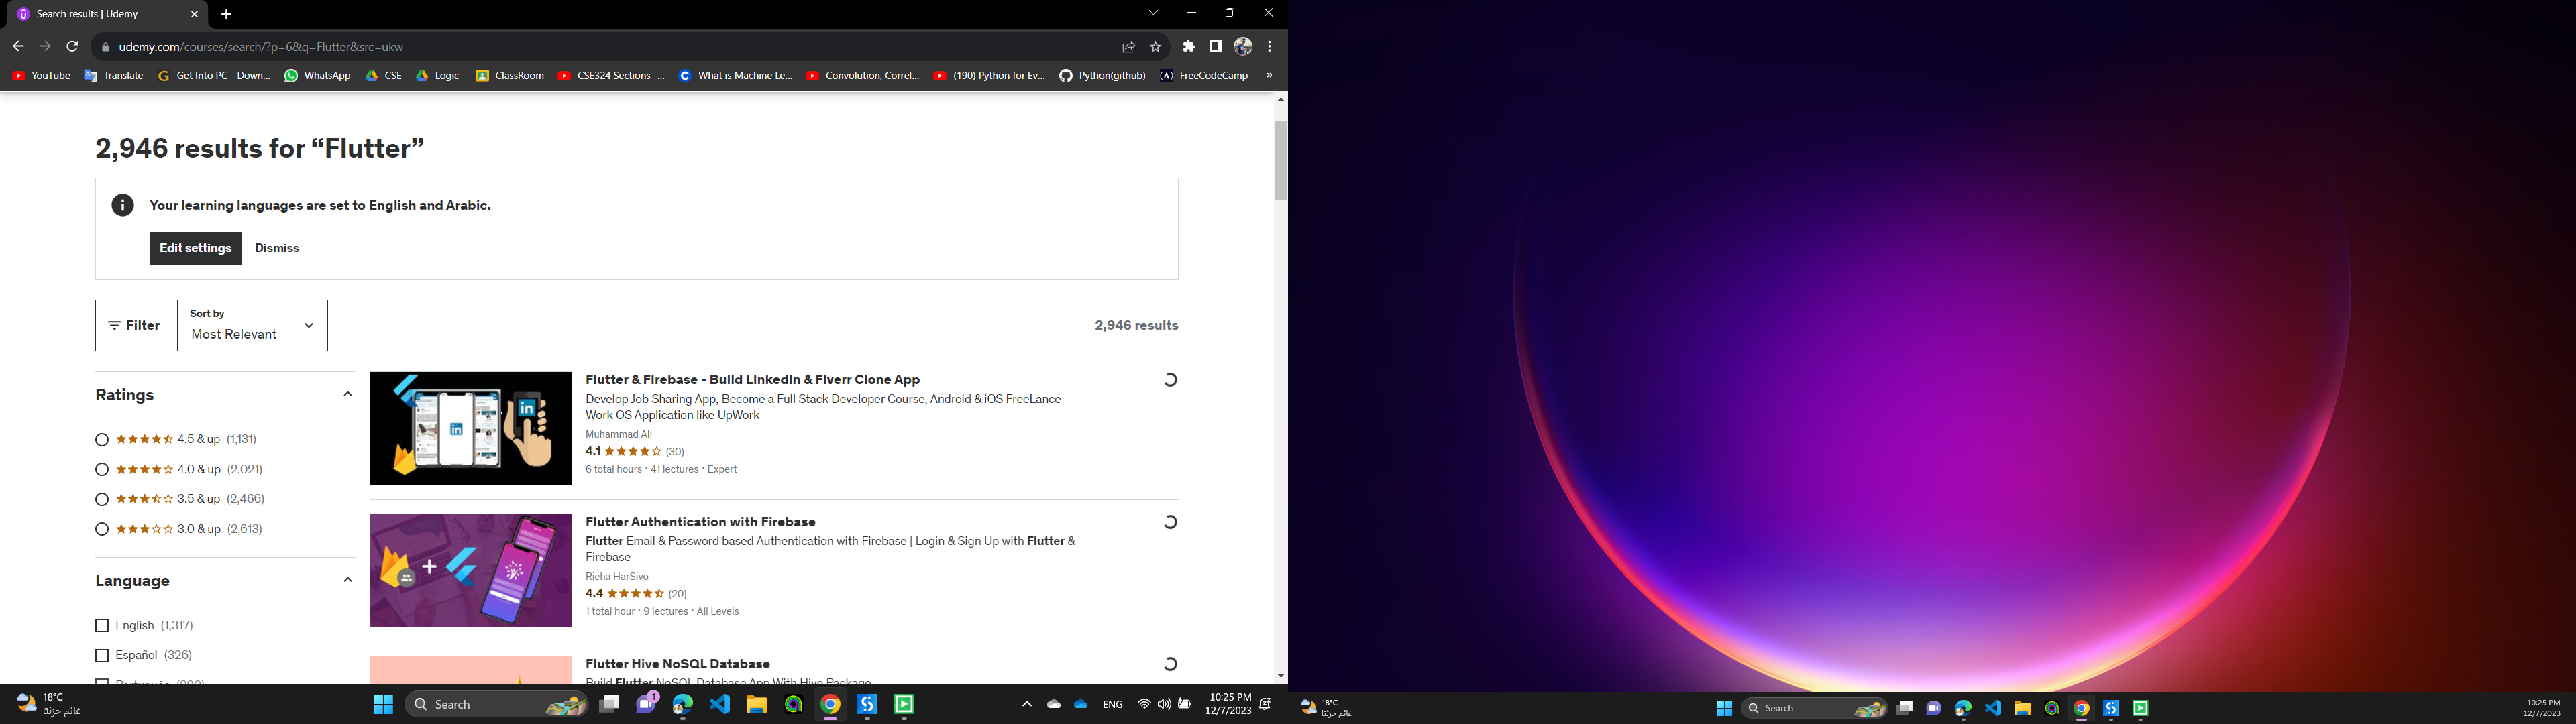 Search results | Udemy
udemy.com/courses/search/?p=6&q=Flutter&src=ukw
YouTube
Translate
Get Into PC - Down...
WhatsApp
CSE
Logic
ClassRoom
CSE324 Sections -...
What is Machine Le...
Convolution, Correl...
(190) Python for Ev...
Python(github)
FreeCodeCamp
»
2,946 results for “Flutter”
Your learning languages are set to English and Arabic.
Edit settings
Dismiss
Filter
Sort by
Most Relevant
2,946 results
Ratings
4.5 & up (1,131)
4.0 & up (2,021)
3.5 & up (2,466)
3.0 & up (2,613)
Language
English (1,317)
Español (326)
Flutter & Firebase - Build Linkedin & Fiverr Clone App
Develop Job Sharing App, Become a Full Stack Developer Course, Android & iOS FreeLance
Work OS Application like UpWork
Muhammad Ali
4.1 (30)
6 total hours · 41 lectures · Expert
Flutter Authentication with Firebase
Flutter Email & Password based Authentication with Firebase | Login & Sign Up with Flutter &
Firebase
Richa HarSivo
4.4 (20)
1 total hour · 9 lectures · All Levels
Flutter Hive NoSQL Database
Build Flutter NoSQL Database App With Hive Package
18°C
غائم جزئيًا
Search
1
ENG
10:25 PM
12/7/2023
18°C
غائم جزئيًا
Search
10:25 PM
12/7/2023